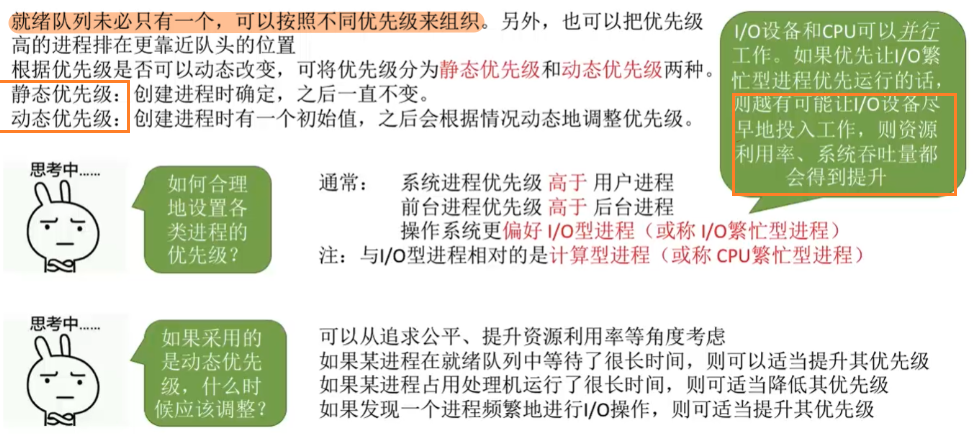 就绪队列未必只有一个，可以按照不同优先级来组织。另外，也可以把优先级
高的进程排在更靠近队头的位置
根据优先级是否可以动态改变，可将优先级分为静态优先级和动态优先级两种。
静态优先级：创建进程时确定，之后一直不变。
动态优先级：创建进程时有一个初始值，之后会根据情况动态地调整优先级。
I/O设备和CPU可以并行
工作。如果优先让I/O繁
忙型进程优先运行的话，
则越有可能让I/O设备尽
早地投入工作，则资源
利用率、系统吞吐量都
会得到提升
思考中......
如何合理
地设置各
类进程的
优先级？
通常： 系统进程优先级 高于 用户进程
前台进程优先级 高于 后台进程
操作系统更偏好 I/O型进程（或称 I/O繁忙型进程）
注：与I/O型进程相对的是计算型进程（或称 CPU繁忙型进程）
思考中......
如果采用的
是动态优先
级，什么时
候应该调整？
可以从追求公平、提升资源利用率等角度考虑
如果某进程在就绪队列中等待了很长时间，则可以适当提升其优先级
如果某进程占用处理机运行了很长时间，则可适当降低其优先级
如果发现一个进程频繁地进行I/O操作，则可适当提升其优先级